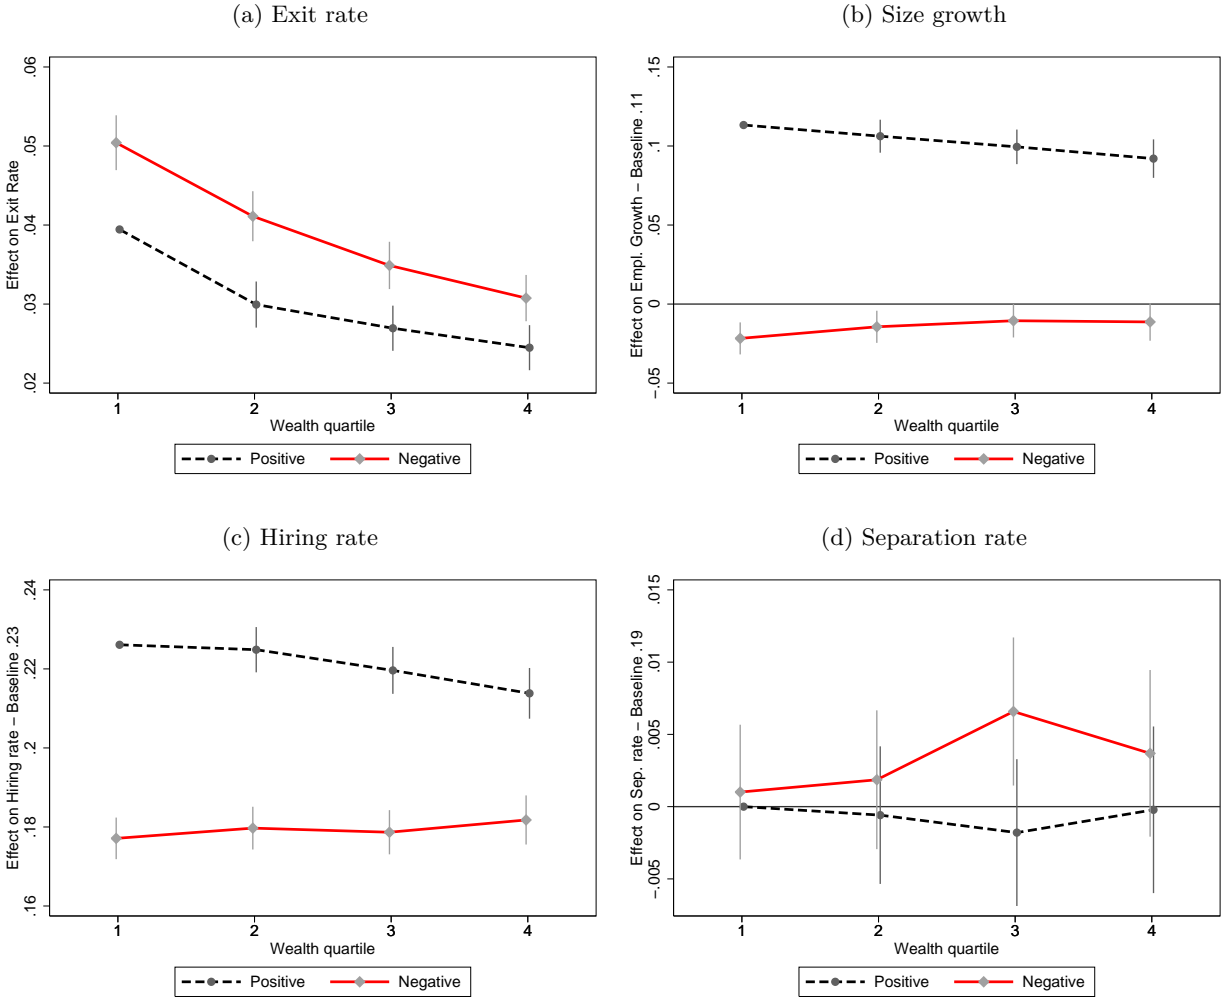 (a) Exit rate
Effect on Exit Rate
.06
.05
.04
.03
.02
1 2 3 4
Wealth quartile
Positive Negative
(b) Size growth
Effect on Empl. Growth − Baseline .11
.15
.1
.05
0
−.05
1 2 3 4
Wealth quartile
Positive Negative
(c) Hiring rate
Effect on Hiring rate − Baseline .23
.24
.22
.2
.18
.16
1 2 3 4
Wealth quartile
Positive Negative
(d) Separation rate
Effect on Sep. rate − Baseline .19
.015
.01
.005
0
−.005
1 2 3 4
Wealth quartile
Positive Negative